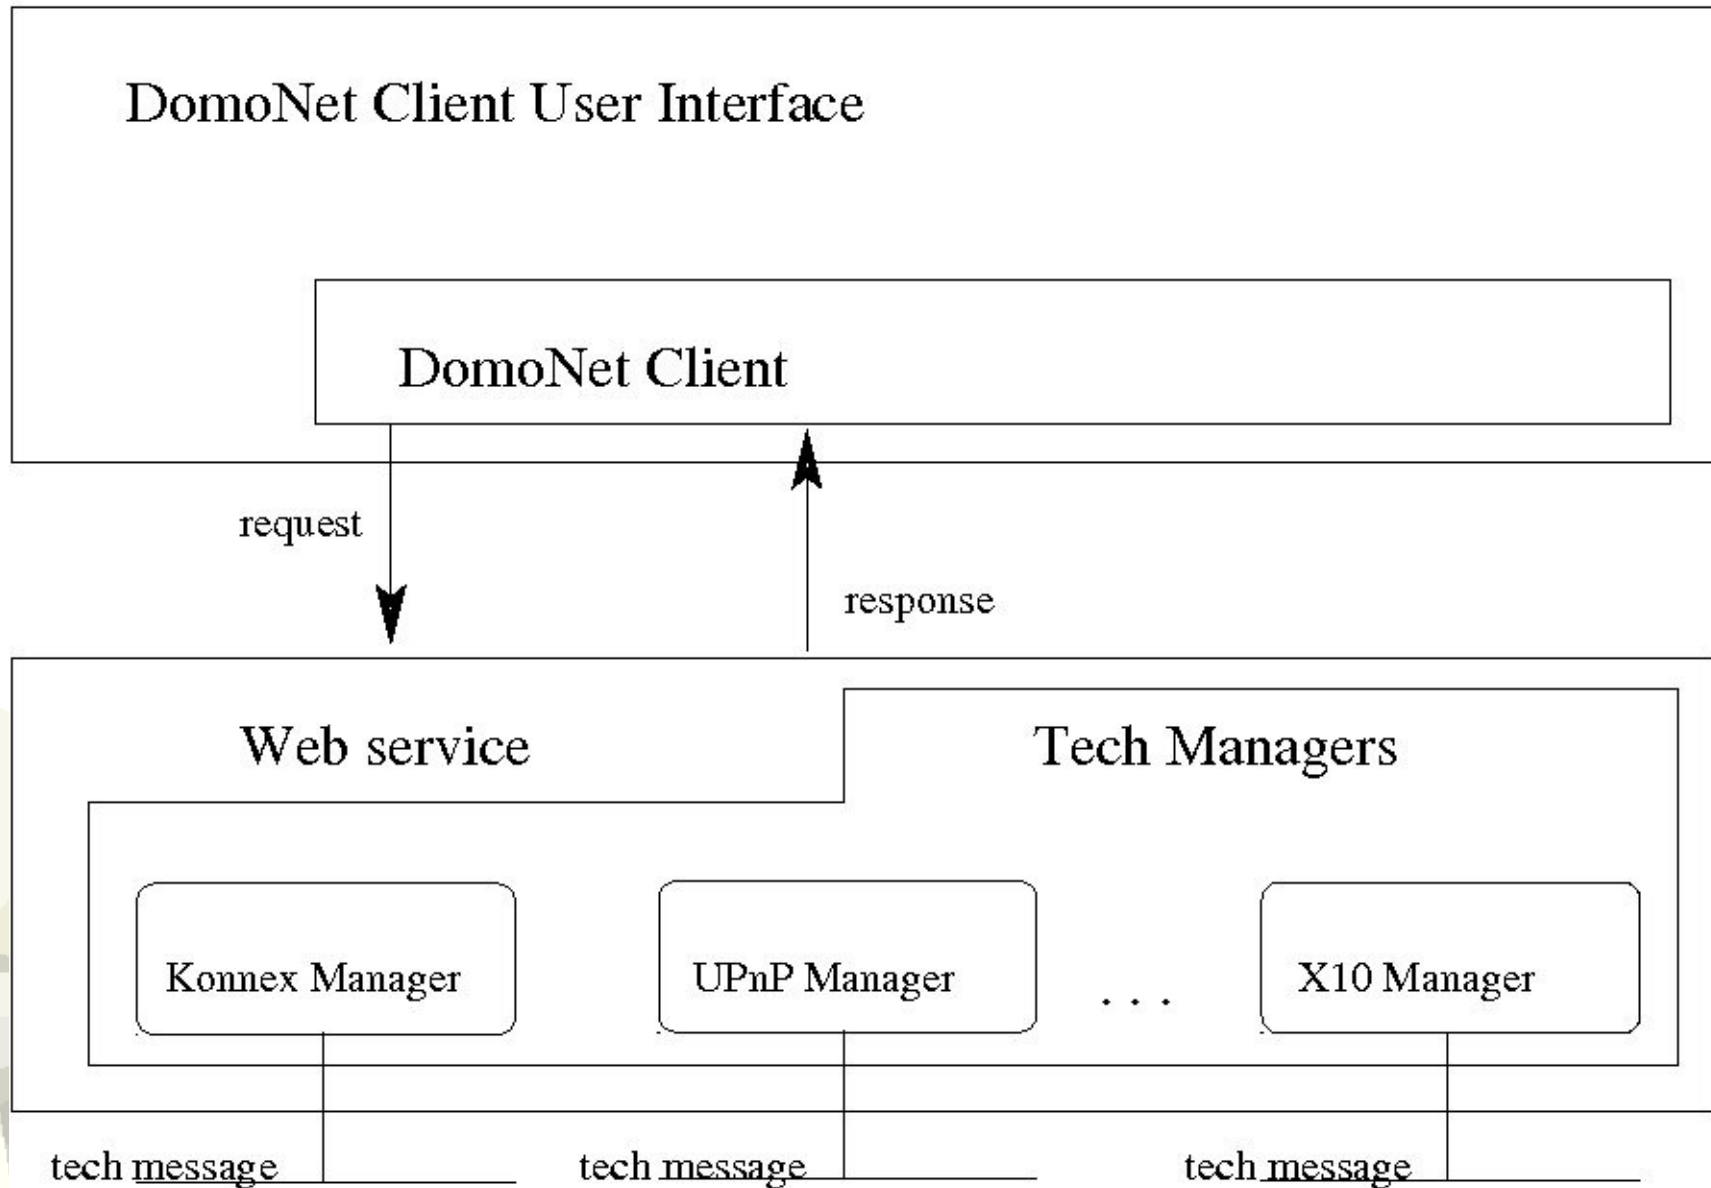 DomoNet Client User Interface
DomoNet Client
request
response
Web service
Tech Managers
Konnex Manager
UPnP Manager
. . .
X10 Manager
tech message
tech message
tech message